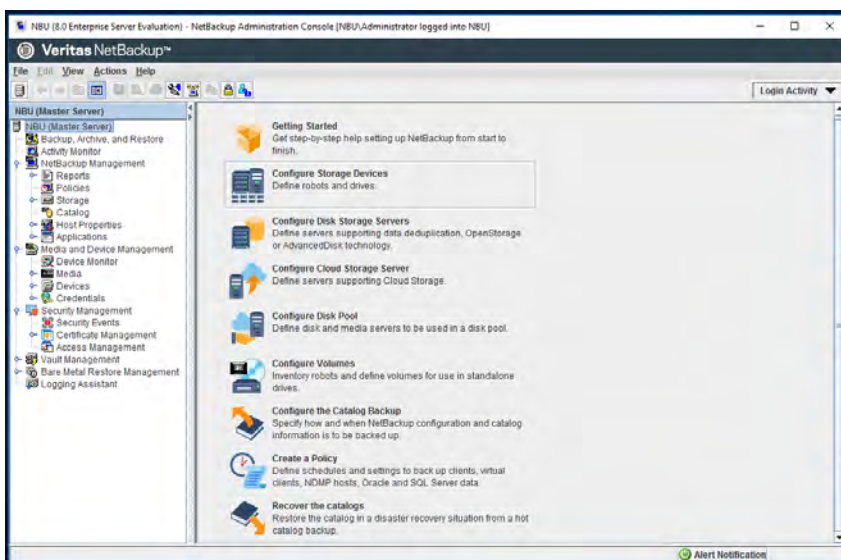 NBU (8.0 Enterprise Server Evaluation) - NetBackup Administration Console [NBU\Administrator logged into NBU]
Veritas NetBackup™
File Edit View Actions Help
Login Activity
NBU (Master Server)
NBU (Master Server)
Backup, Archive, and Restore
Activity Monitor
NetBackup Management
Reports
Policies
Storage
Catalog
Host Properties
Applications
Media and Device Management
Device Monitor
Media
Devices
Credentials
Security Management
Security Events
Certificate Management
Access Management
Vault Management
Bare Metal Restore Management
Logging Assistant
Getting Started
Get step-by-step help setting up NetBackup from start to
finish.
Configure Storage Devices
Define robots and drives.
Configure Disk Storage Servers
Define servers supporting data deduplication, OpenStorage
or AdvancedDisk technology.
Configure Cloud Storage Server
Define servers supporting Cloud Storage.
Configure Disk Pool
Define disk and media servers to be used in a disk pool.
Configure Volumes
Inventory robots and define volumes for use in standalone
drives.
Configure the Catalog Backup
Specify how and when NetBackup configuration and catalog
information is to be backed up.
Create a Policy
Define schedules and settings to back up clients, virtual
clients, NDMP hosts, Oracle and SQL Server data.
Recover the catalogs
Restore the catalog in a disaster recovery situation from a hot
catalog backup.
Alert Notification